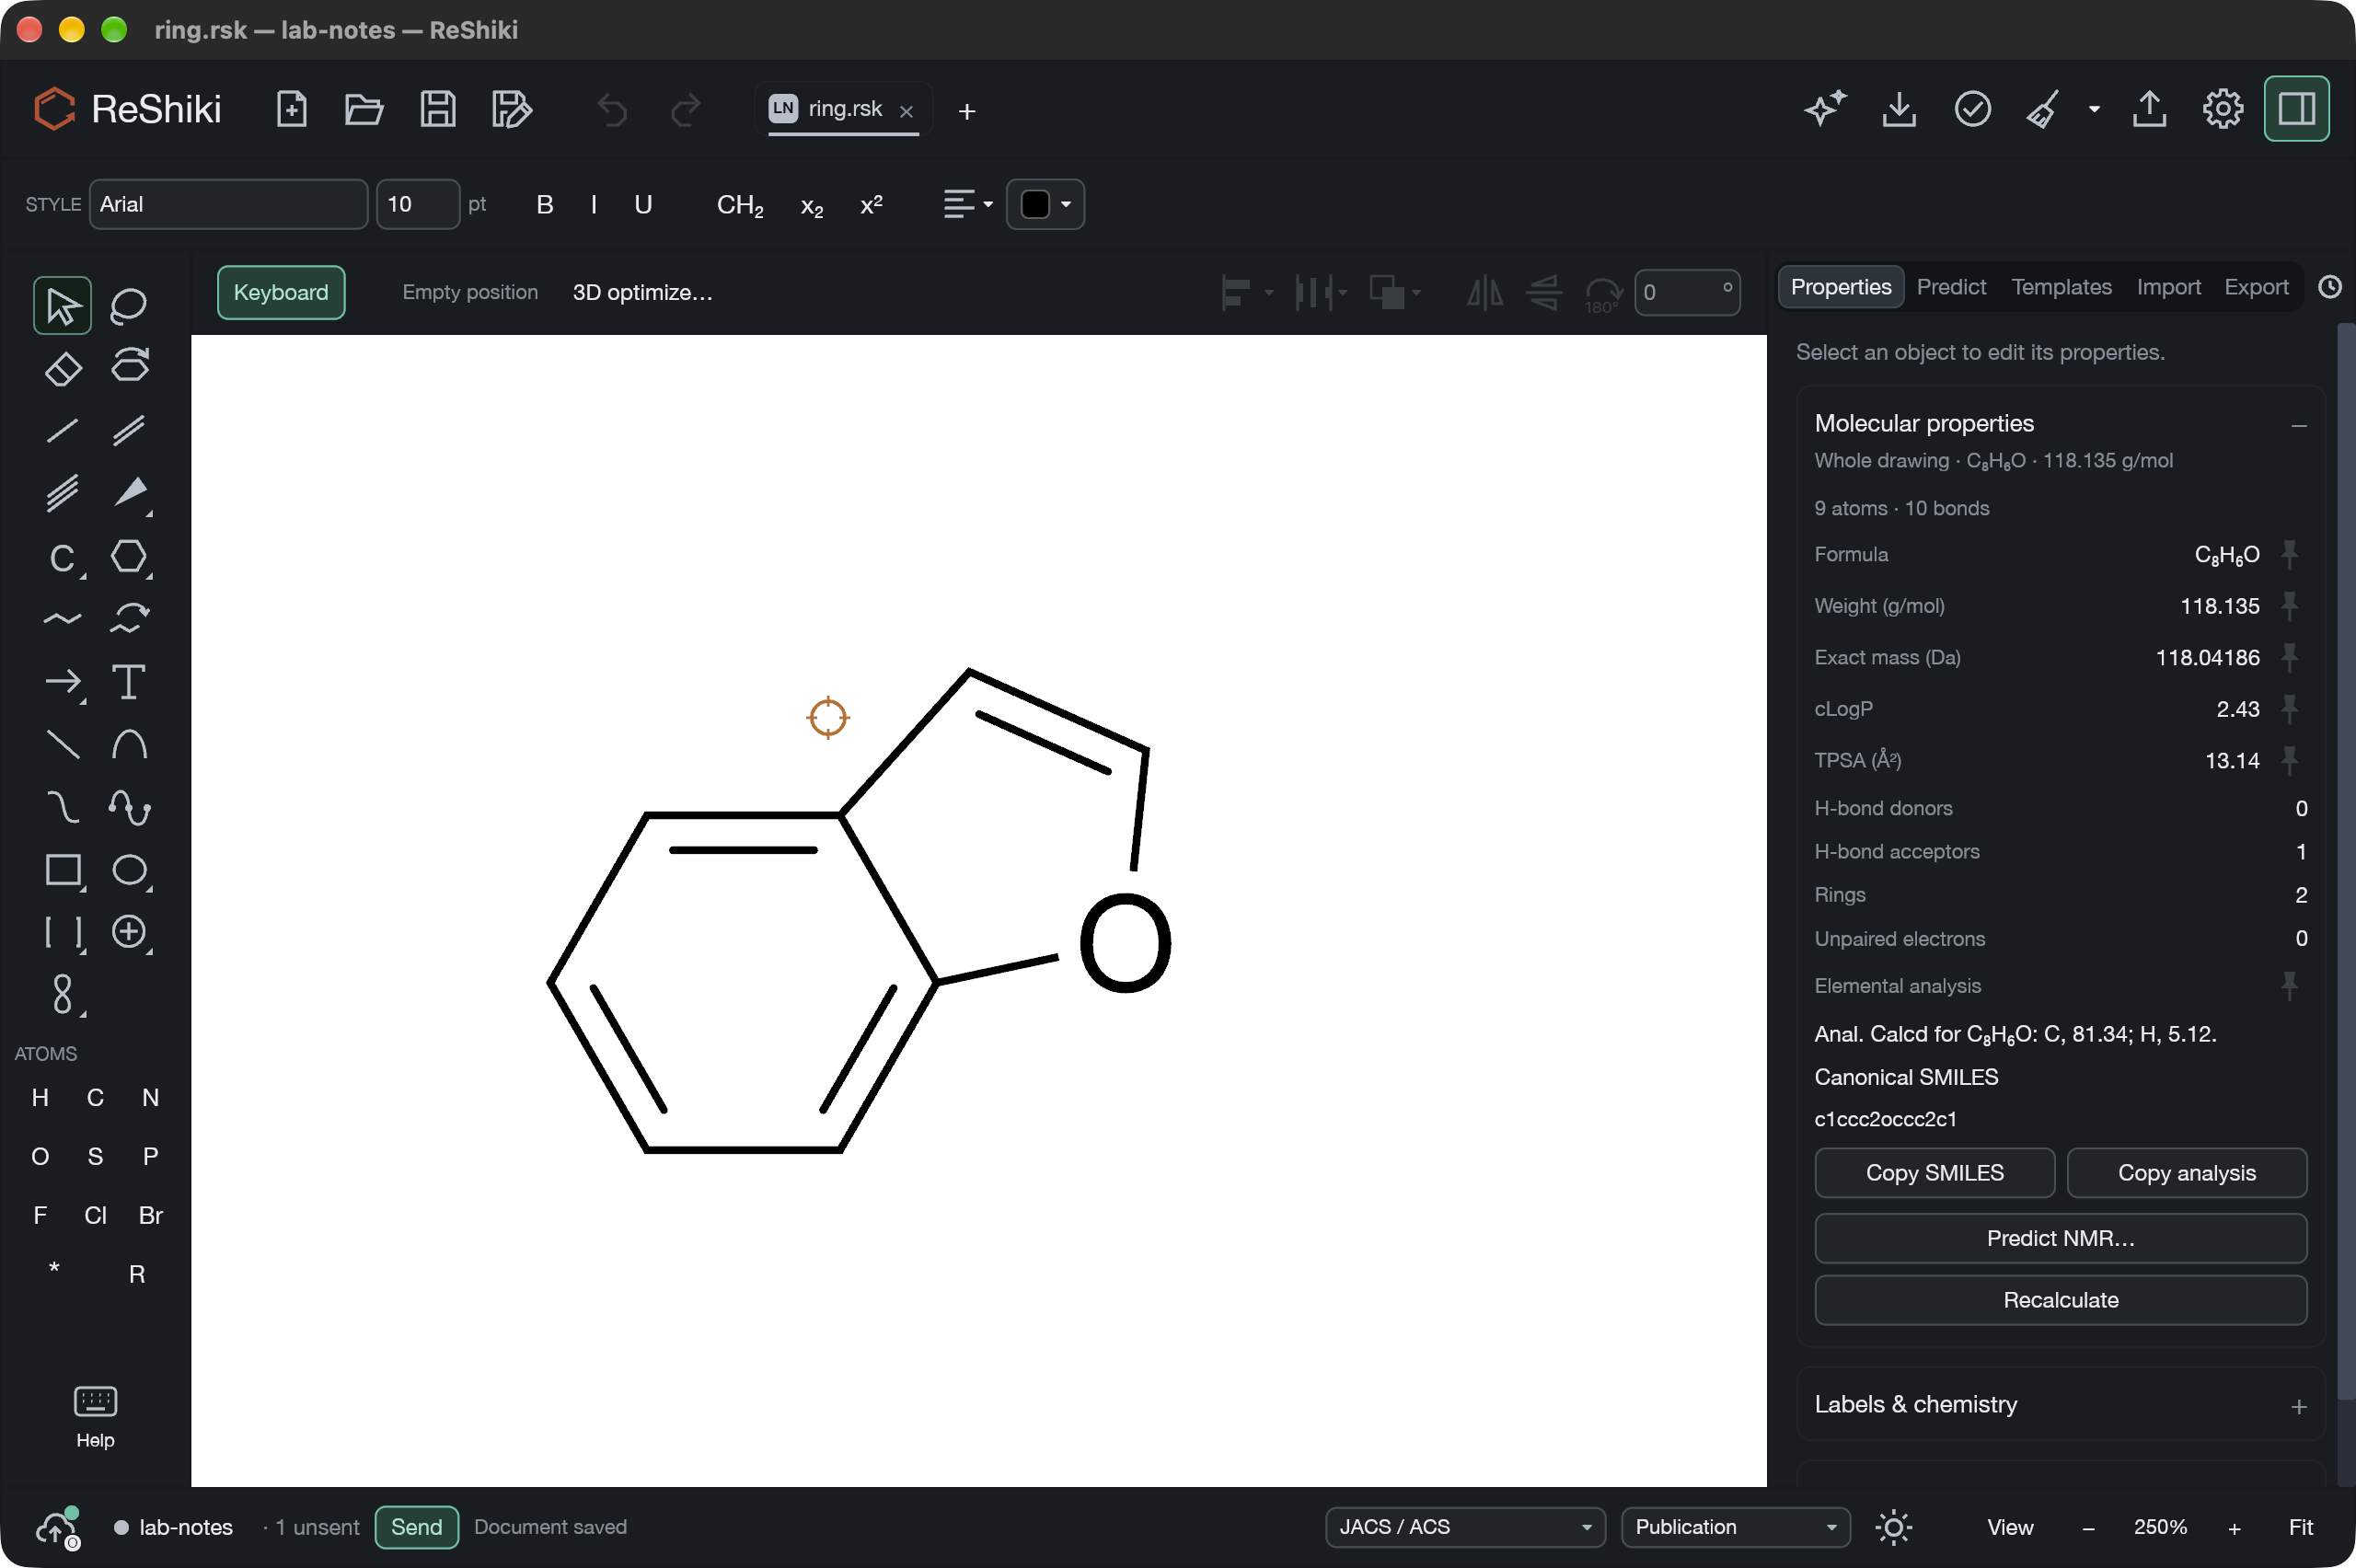 ring.rsk — lab-notes — ReShiki
ReShiki
LN ring.rsk × +
STYLE Arial 10 pt B I U CH₂ x₂ x²
Keyboard Empty position 3D optimize… 180° 0 °
Properties Predict Templates Import Export
Select an object to edit its properties.
Molecular properties –
Whole drawing · C₈H₆O · 118.135 g/mol
9 atoms · 10 bonds
Formula C₈H₆O
Weight (g/mol) 118.135
Exact mass (Da) 118.04186
cLogP 2.43
TPSA (Å²) 13.14
H-bond donors 0
H-bond acceptors 1
Rings 2
Unpaired electrons 0
Elemental analysis
Anal. Calcd for C₈H₆O: C, 81.34; H, 5.12.
Canonical SMILES
c1ccc2occc2c1
Copy SMILES Copy analysis
Predict NMR…
Recalculate
Labels & chemistry +
C
T
[ ]
ATOMS
H C N
O S P
F Cl Br
* R
Help
O
lab-notes · 1 unsent Send Document saved
JACS / ACS Publication View – 250% + Fit